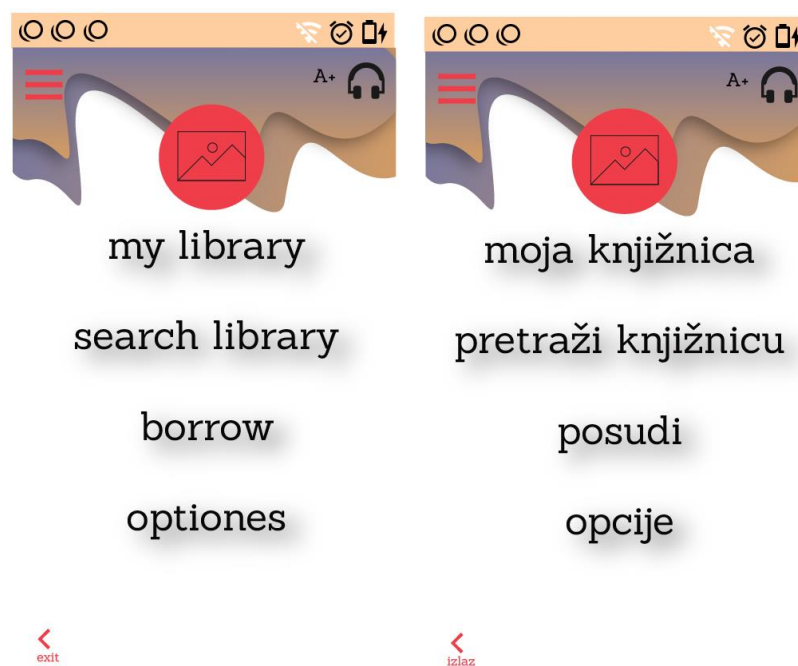 A+
my library
search library
borrow
optiones
exit
A+
moja knjižnica
pretraži knjižnicu
posudi
opcije
izlaz